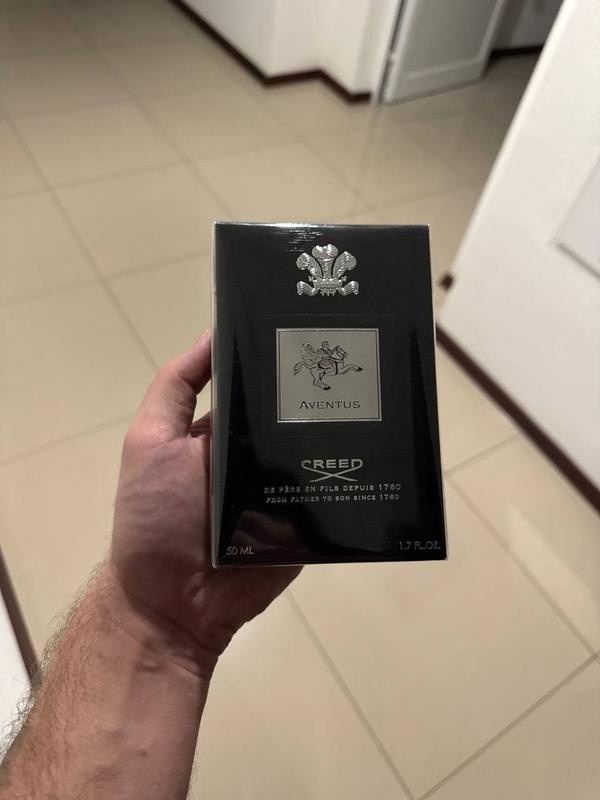 AVENTUS
CREED
DE PÈRE EN FILS DEPUIS 1760
FROM FATHER TO SON SINCE 1760
50 ML 1.7 FL.OZ.